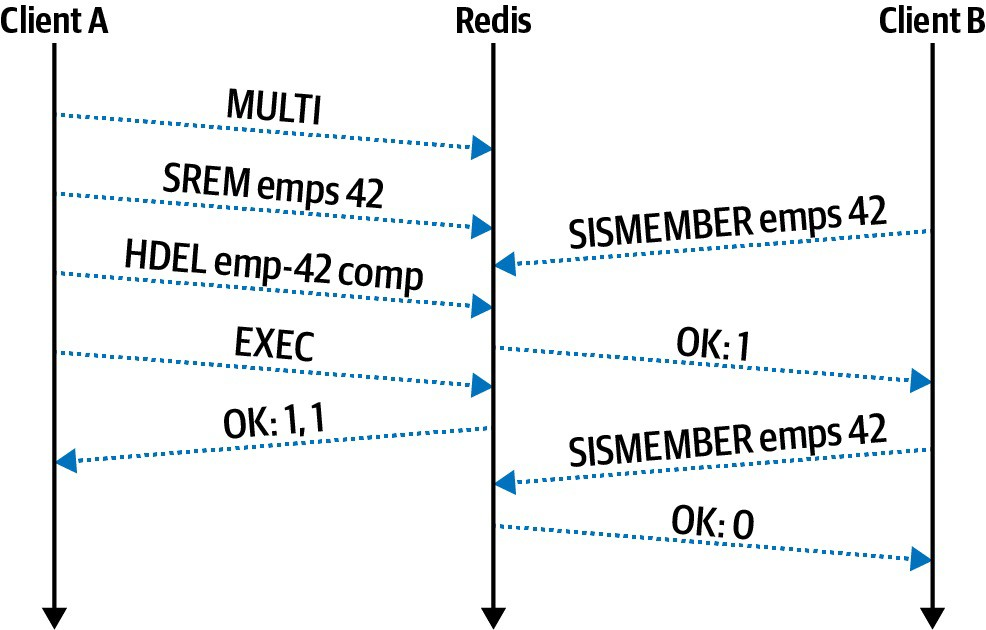 Client A
Redis
Client B
MULTI
SREM emps 42
SISMEMBER emps 42
HDEL emp-42 comp
EXEC
OK: 1
OK: 1, 1
SISMEMBER emps 42
OK: 0